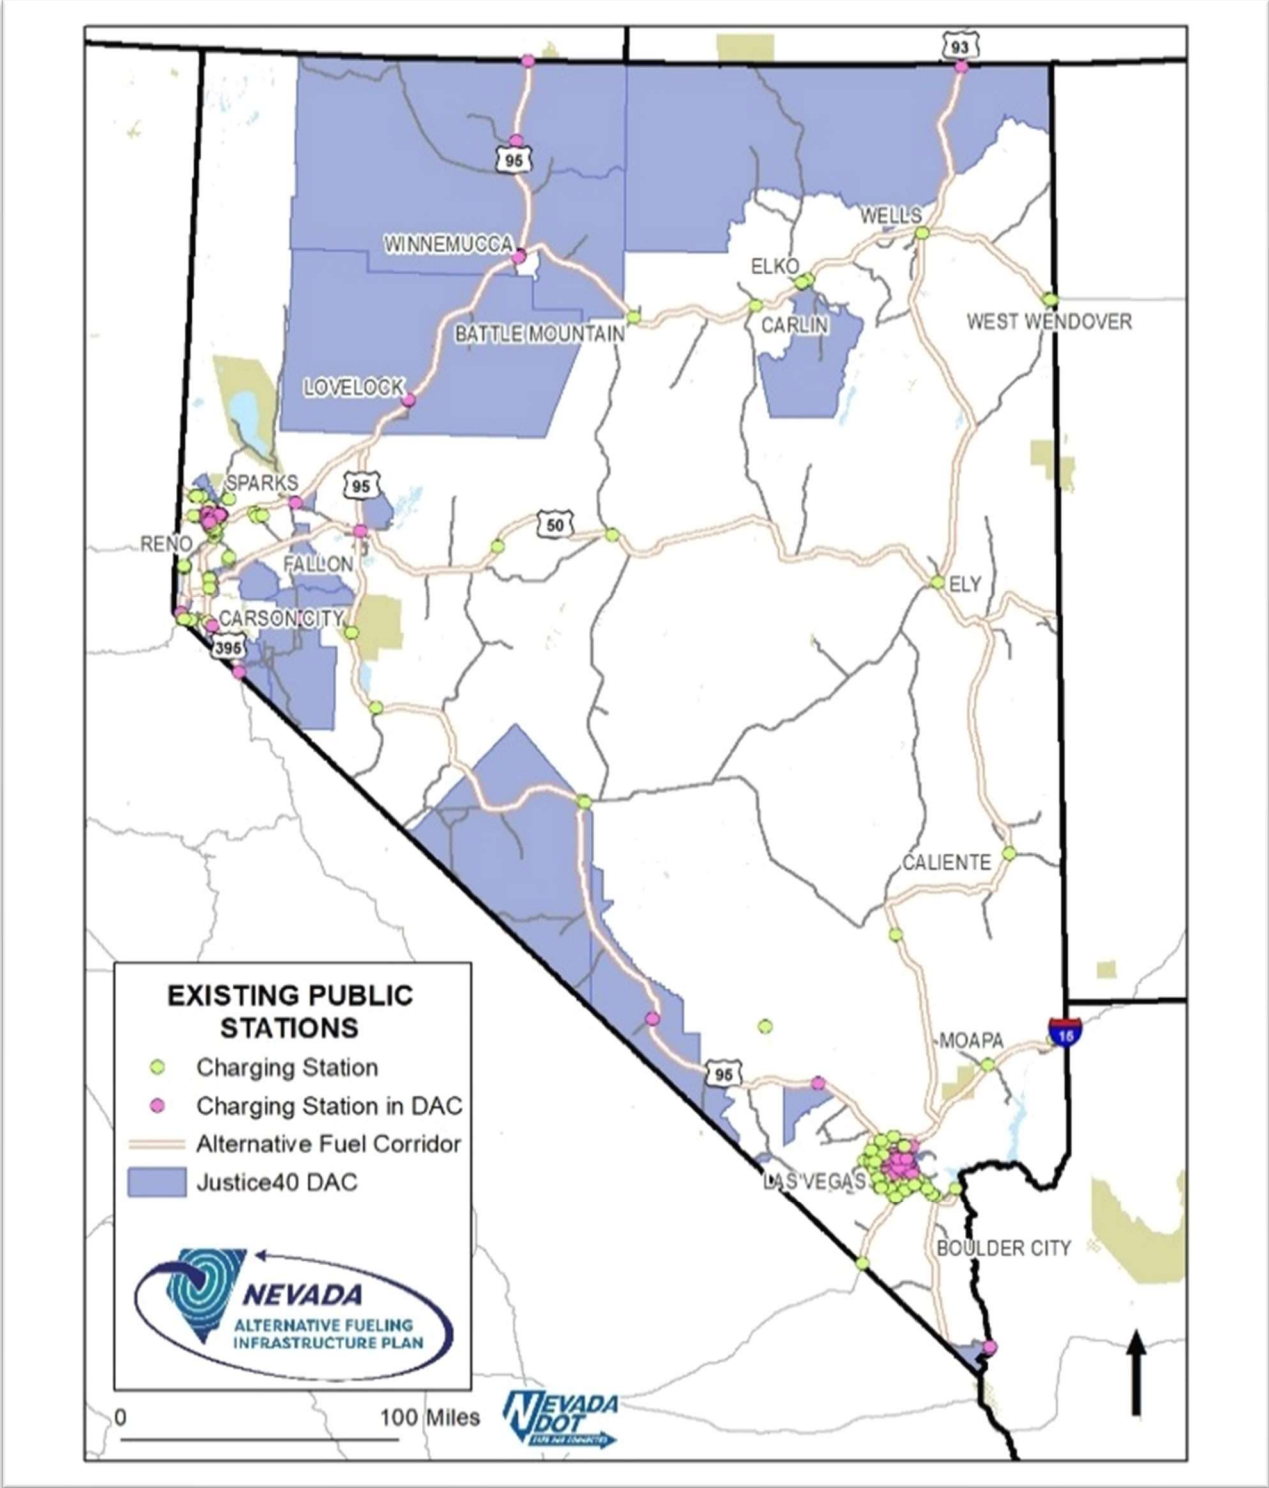 93
95
WELLS
WINNEMUCCA
ELKO
BATTLE MOUNTAIN
CARLIN
WEST WENDOVER
LOVELOCK
SPARKS
95
50
RENO
FALLON
ELY
CARSON CITY
395
CALIENTE
MOAPA
15
95
LAS VEGAS
BOULDER CITY
EXISTING PUBLIC
STATIONS
Charging Station
Charging Station in DAC
Alternative Fuel Corridor
Justice40 DAC
NEVADA
ALTERNATIVE FUELING
INFRASTRUCTURE PLAN
0 100 Miles
NEVADA
DOT